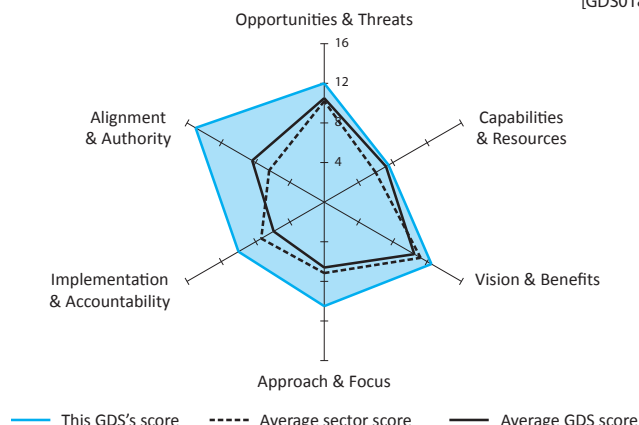 [GDS01a
Opportunities & Threats
16
12
8
4
Alignment
& Authority
Capabilities
& Resources
Implementation
& Accountability
Vision & Benefits
Approach & Focus
This GDS's score
Average sector score
Average GDS score